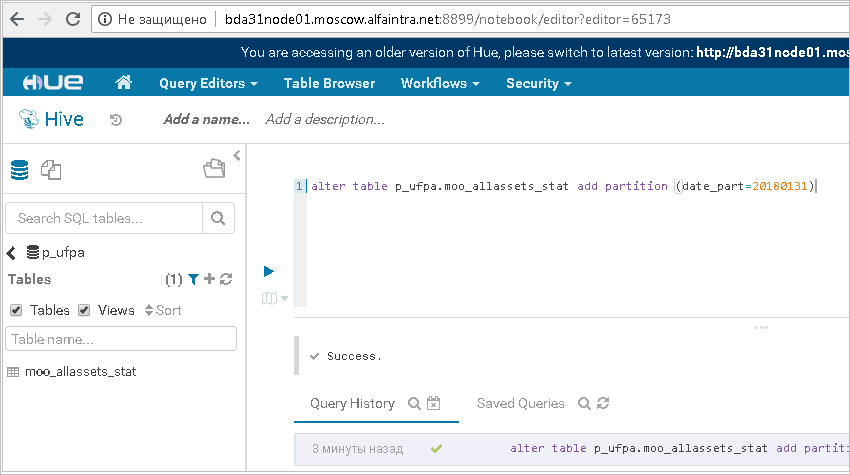 Не защищено bda31node01.moscow.alfaintra.net:8899/notebook/editor?editor=65173
You are accessing an older version of Hue, please switch to latest version: http://bda31node01.mos
HUE Query Editors Table Browser Workflows Security
Hive Add a name... Add a description...
1 alter table p_ufpa.moo_allassets_stat add partition (date_part=20180131)
Search SQL tables...
p_ufpa
Tables (1)
Tables Views Sort
Table name...
Success.
moo_allassets_stat
Query History Saved Queries
3 минуты назад alter table p_ufpa.moo_allassets_stat add partiti